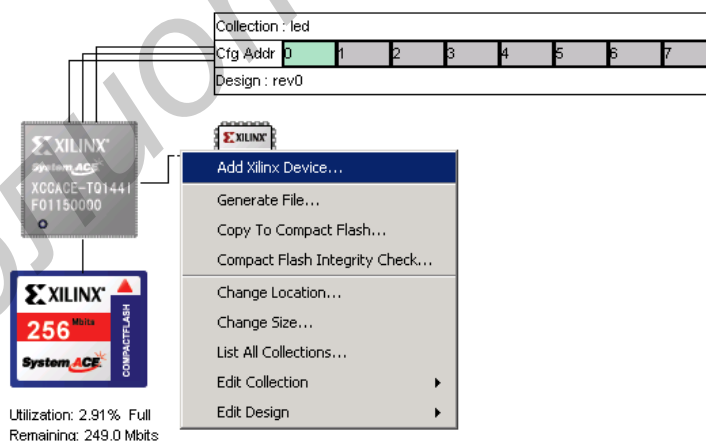 Collection : led
Cfg Addr 0 1 2 3 4 5 6 7
Design : rev0
XILINX
System ACE
XCCACE-TQ144I
F01150000
XILINX
Add Xilinx Device...
Generate File...
Copy To Compact Flash...
Compact Flash Integrity Check...
Change Location...
Change Size...
List All Collections...
Edit Collection
Edit Design
XILINX
256 Mbits
System ACE
COMPACTFLASH
Utilization: 2.91% Full
Remaining: 249.0 Mbits